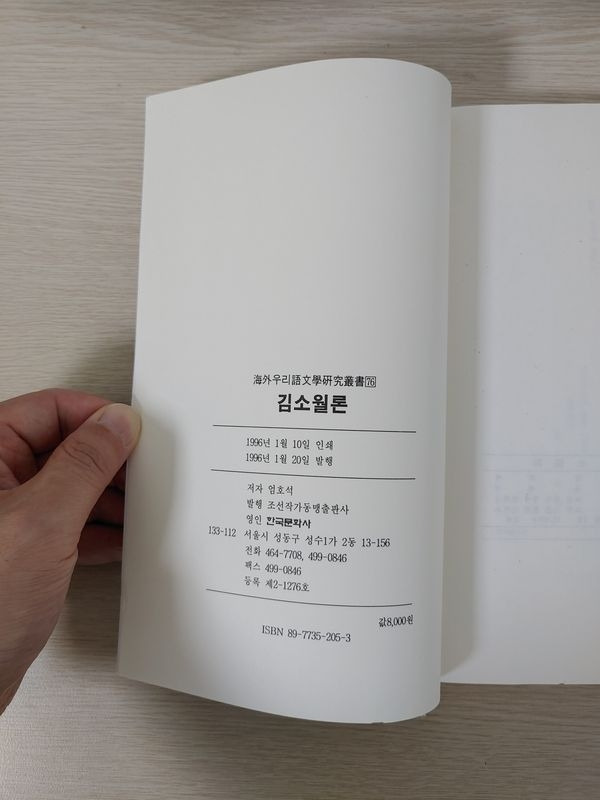 海外우리語文學硏究叢書76
김소월론
1996년 1월 10일 인쇄
1996년 1월 20일 발행
저자 엄호석
발행 조선작가동맹출판사
영인 한국문화사
133-112 서울시 성동구 성수1가 2동 13-156
전화 464-7708, 499-0846
팩스 499-0846
등록 제2-1276호
값8,000원
ISBN 89-7735-205-3